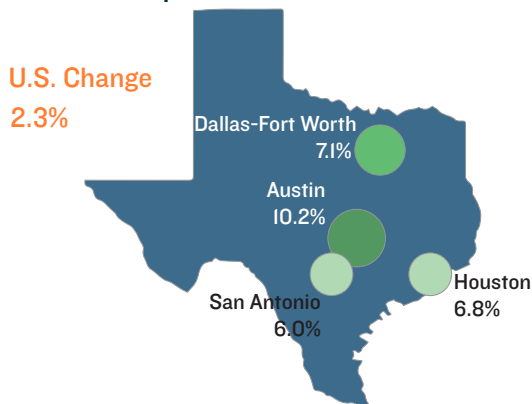 U.S. Change
2.3%
Dallas-Fort Worth
7.1%
Austin
10.2%
San Antonio
6.0%
Houston
6.8%